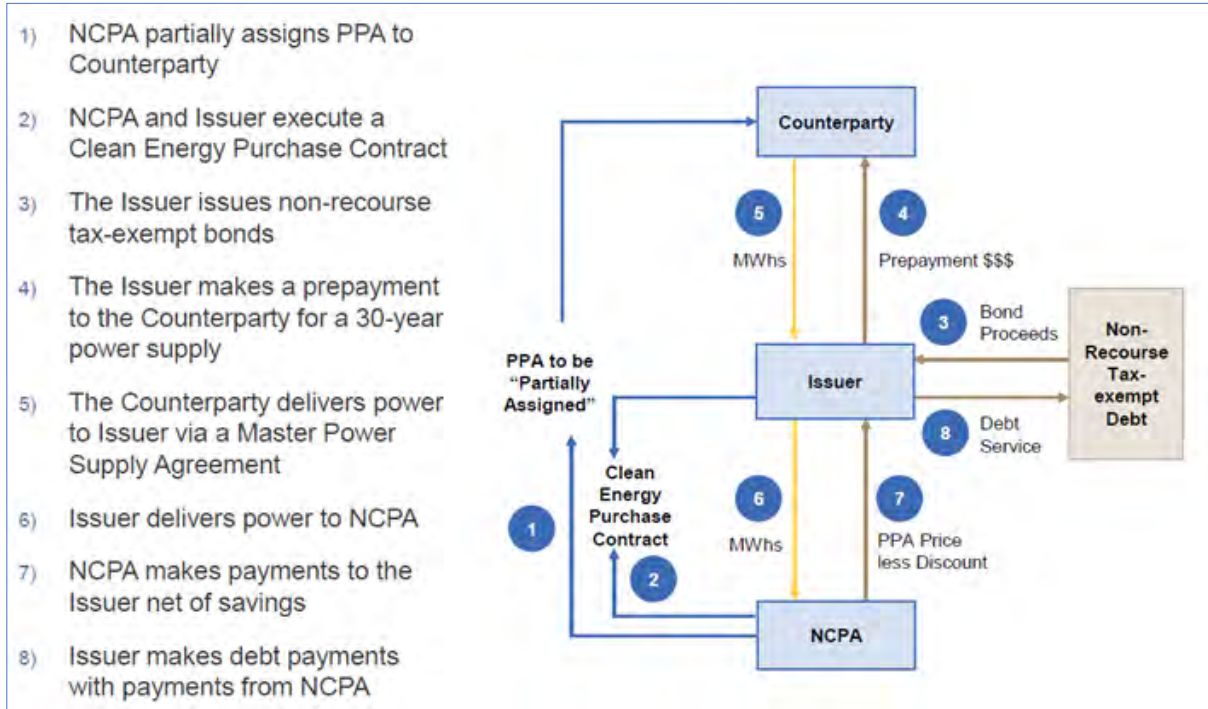 1) NCPA partially assigns PPA to
Counterparty
2) NCPA and Issuer execute a
Clean Energy Purchase Contract
3) The Issuer issues non-recourse
tax-exempt bonds
4) The Issuer makes a prepayment
to the Counterparty for a 30-year
power supply
5) The Counterparty delivers power
to Issuer via a Master Power
Supply Agreement
6) Issuer delivers power to NCPA
7) NCPA makes payments to the
Issuer net of savings
8) Issuer makes debt payments
with payments from NCPA
Counterparty
5
4
MWhs
Prepayment $$$
3
Bond
Proceeds
Non-
Recourse
Tax-
exempt
Debt
PPA to be
“Partially
Assigned”
Issuer
8
Debt
Service
Clean
Energy
Purchase
Contract
1
6
7
MWhs
PPA Price
less Discount
2
NCPA